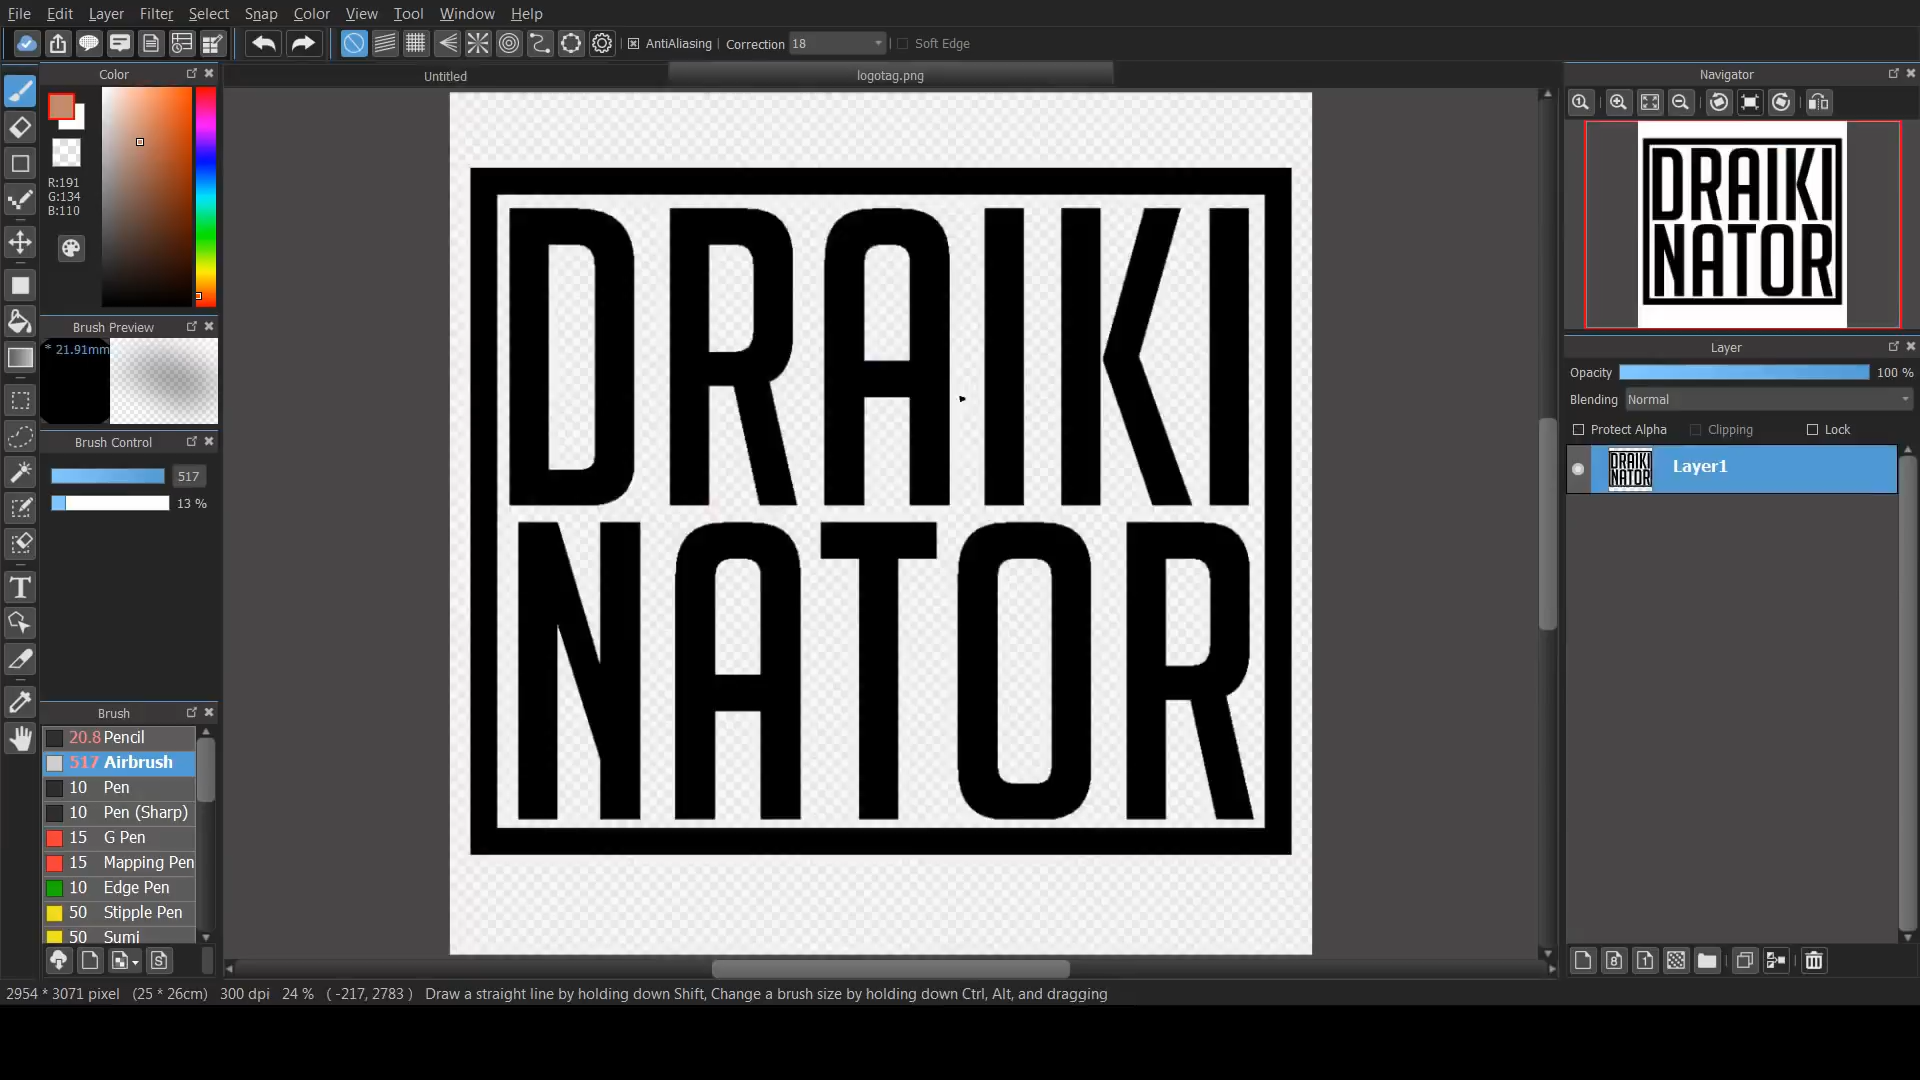 File Edit Layer Filter Select Snap Color View Tool Window Help
AntiAliasing Correction 18 Soft Edge
Color
Untitled
logotag.png
Navigator
R:191
G:134
B:110
Brush Preview
* 21.91mm
Brush Control
517
13 %
Brush
20.8 Pencil
517 Airbrush
10 Pen
10 Pen (Sharp)
15 G Pen
15 Mapping Pen
10 Edge Pen
50 Stipple Pen
50 Sumi
DRAIKI
NATOR
DRAIKI
NATOR
Layer
Opacity 100 %
Blending Normal
Protect Alpha Clipping Lock
DRAIKI
NATOR
Layer1
2954 * 3071 pixel (25 * 26cm) 300 dpi 24 % ( -217, 2783 ) Draw a straight line by holding down Shift, Change a brush size by holding down Ctrl, Alt, and dragging